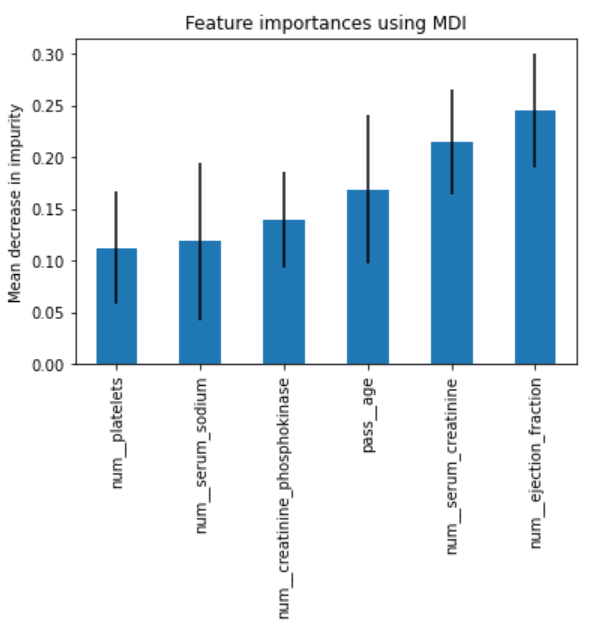 Feature importances using MDI
Mean decrease in impurity
0.30
0.25
0.20
0.15
0.10
0.05
0.00
num__platelets
num__serum_sodium
num__creatinine_phosphokinase
pass__age
num__serum_creatinine
num__ejection_fraction